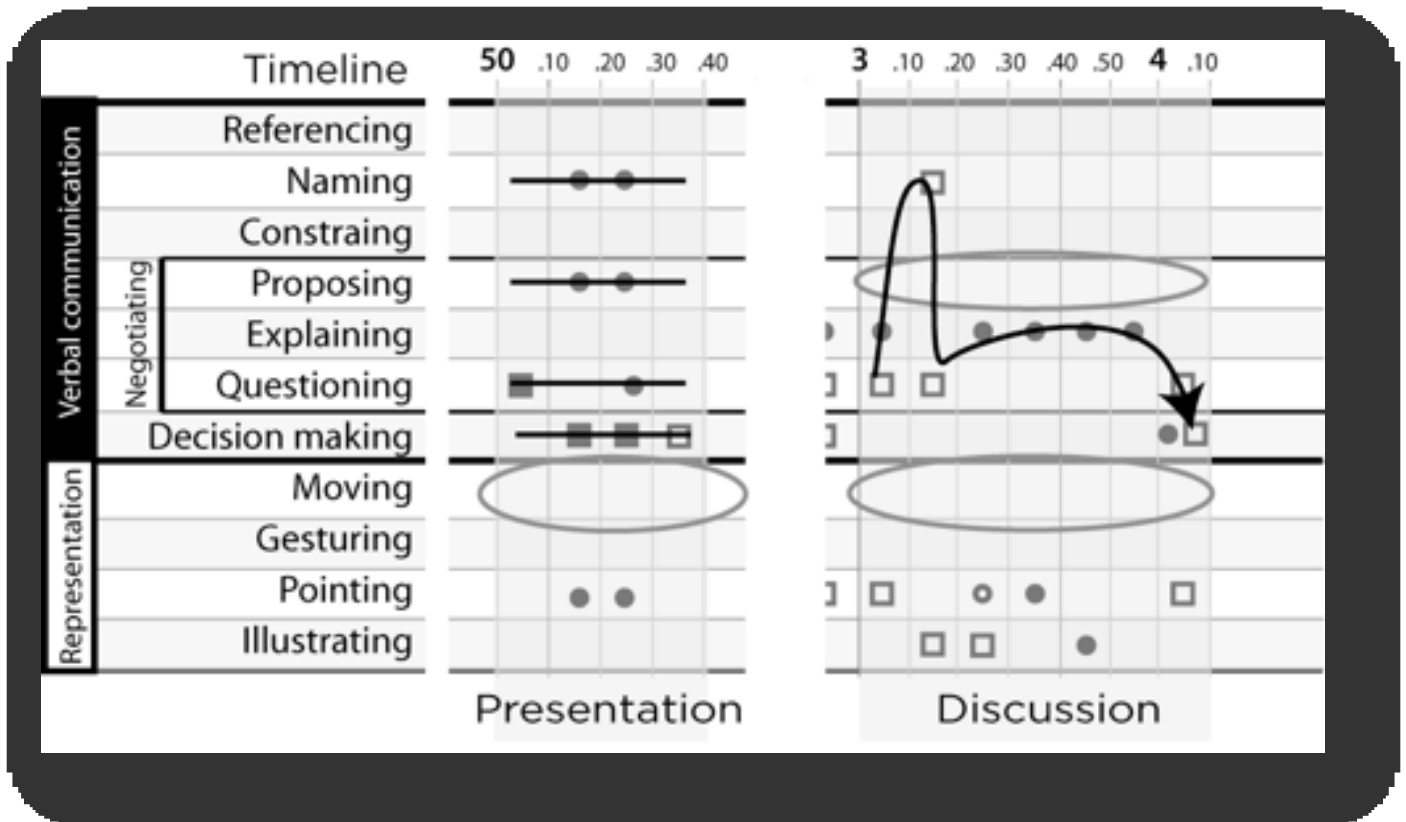 Timeline 50 .10 .20 .30 .40 3 .10 .20 .30 .40 .50 4 .10
Verbal communication
Referencing
Naming
Constraing
Negotiating
Proposing
Explaining
Questioning
Decision making
Representation
Moving
Gesturing
Pointing
Illustrating
Presentation Discussion